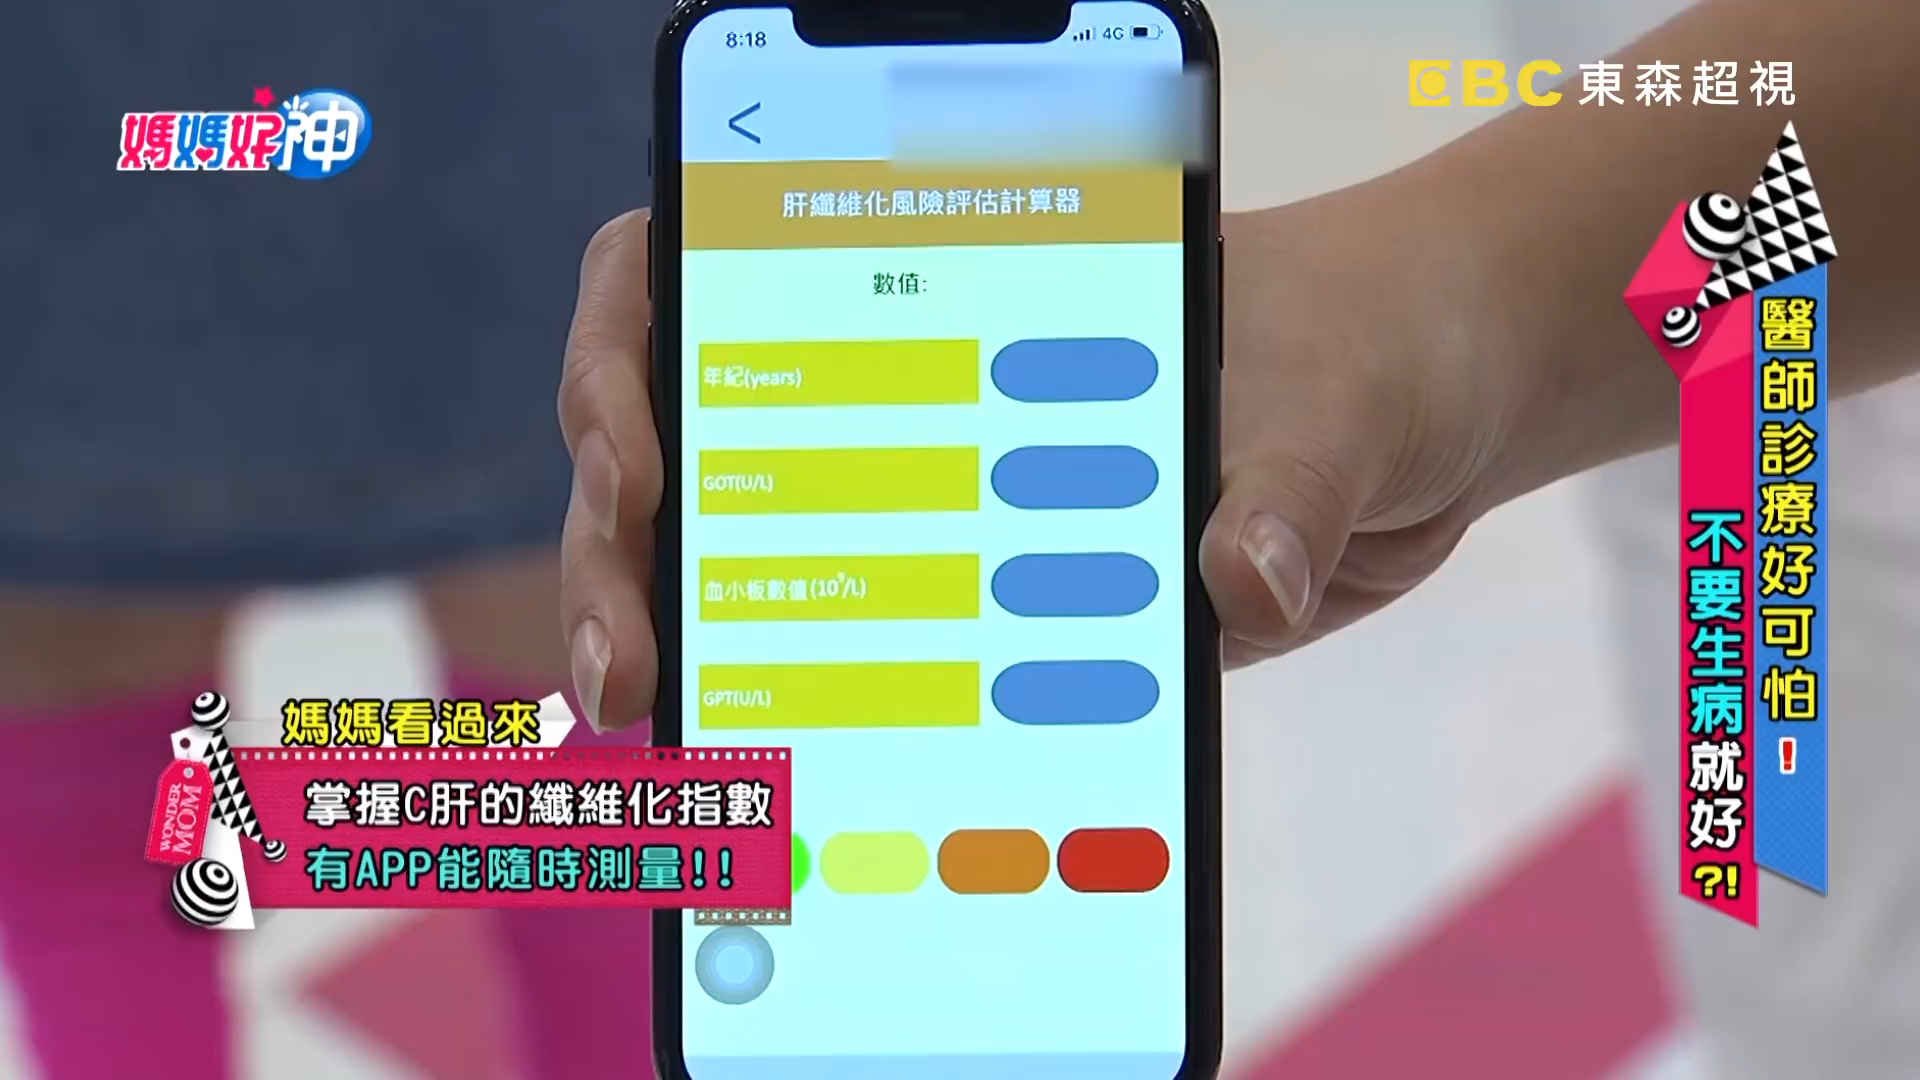 8:18
4G
EBC 東森超視
媽媽好神
<
肝纖維化風險評估計算器
數值:
年紀(years)
GOT(U/L)
血小板數值(10⁹/L)
GPT(U/L)
醫師診療好可怕!
不要生病就好?!
媽媽看過來
WONDER
MOM
掌握C肝的纖維化指數
有APP能隨時測量!!